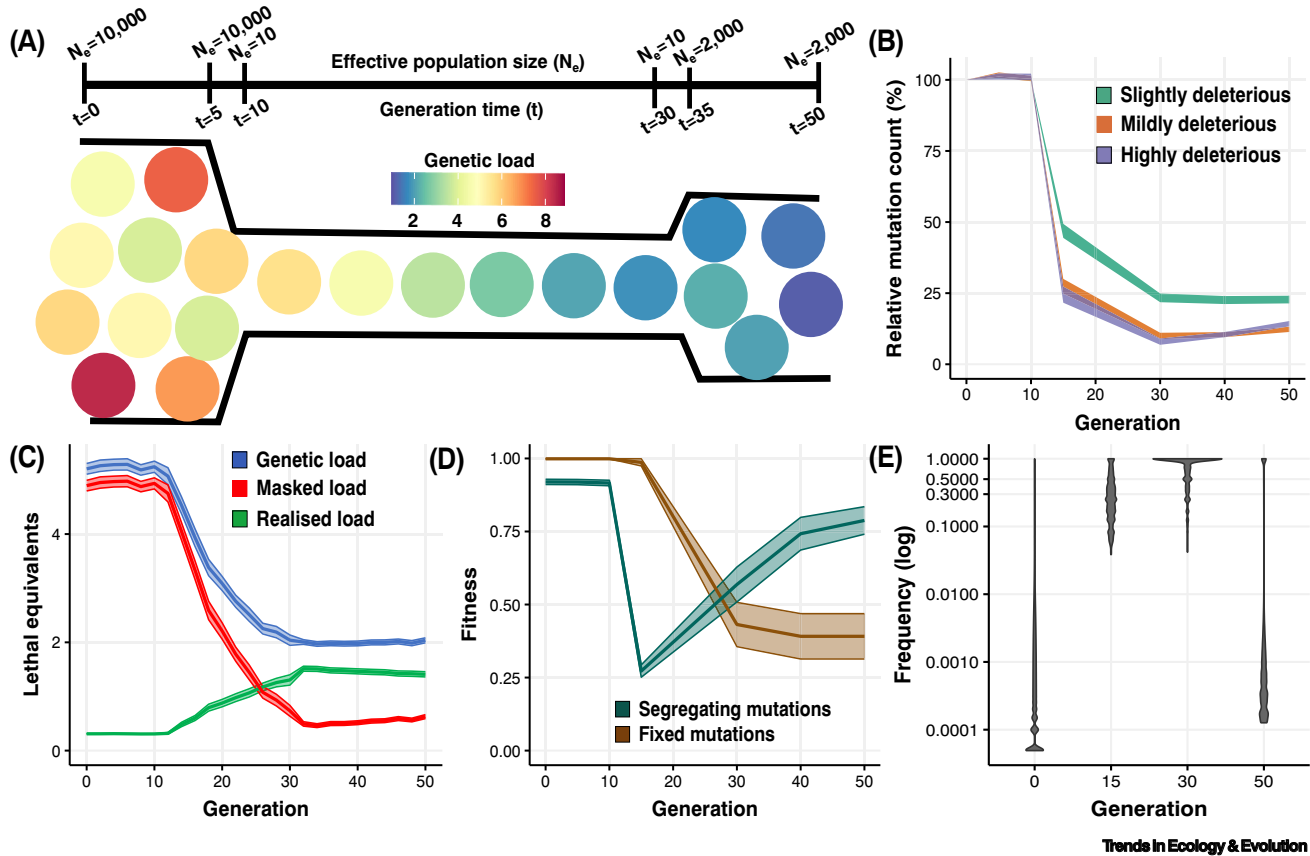 (A)
Nₑ=10,000
Nₑ=10,000
Nₑ=10
Nₑ=10
Nₑ=2,000
Nₑ=2,000
Effective population size (Nₑ)
Generation time (t)
t=0
t=5
t=10
t=30
t=35
t=50
Genetic load
2 4 6 8
(B)
Relative mutation count (%)
100
75
50
25
0
Slightly deleterious
Mildly deleterious
Highly deleterious
0 10 20 30 40 50
Generation
(C)
Lethal equivalents
4
2
0
Genetic load
Masked load
Realised load
0 10 20 30 40 50
Generation
(D)
Fitness
1.00
0.75
0.50
0.25
0.00
Segregating mutations
Fixed mutations
0 10 20 30 40 50
Generation
(E)
Frequency (log)
1.0000
0.5000
0.3000
0.1000
0.0100
0.0010
0.0001
0 15 30 50
Generation
Trends in Ecology & Evolution